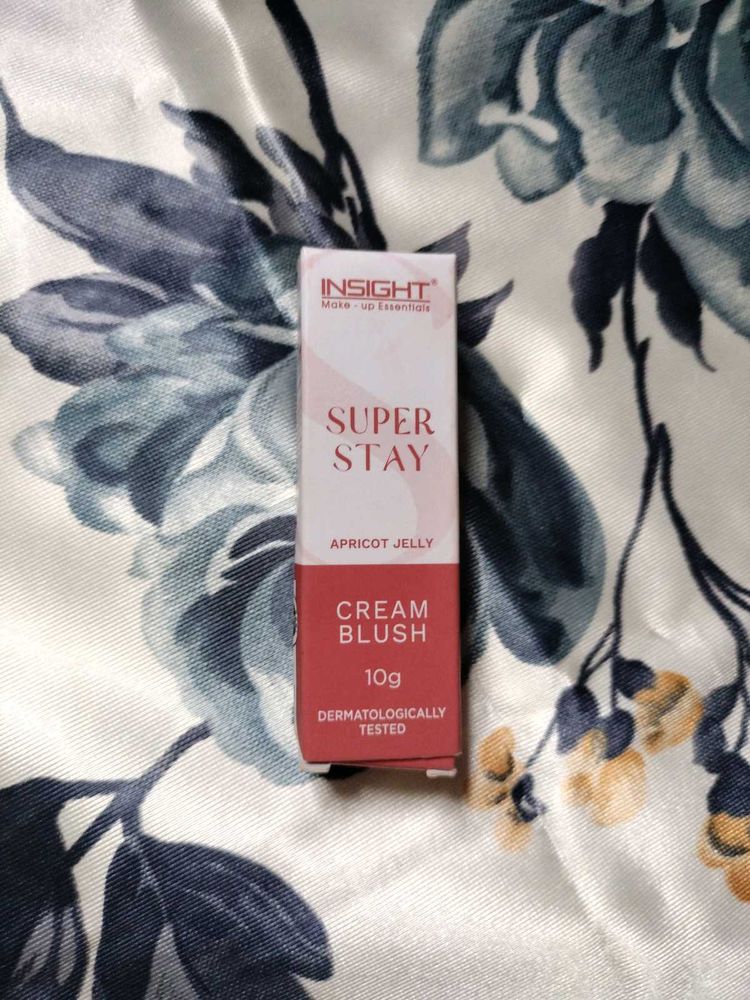 INSIGHT®
Make - up Essentials
SUPER
STAY
APRICOT JELLY
CREAM
BLUSH
10g
DERMATOLOGICALLY
TESTED